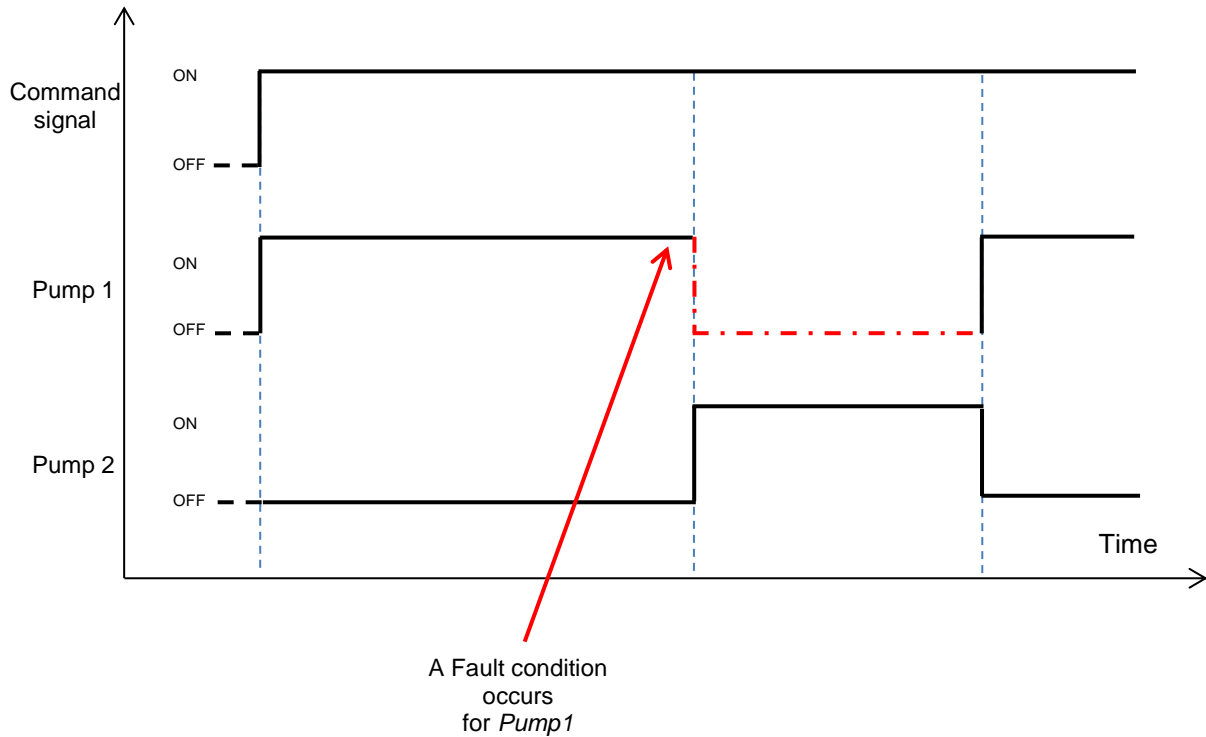 ON
Command
signal
OFF
ON
Pump 1
OFF
ON
Pump 2
OFF
Time
A Fault condition
occurs
for Pump1